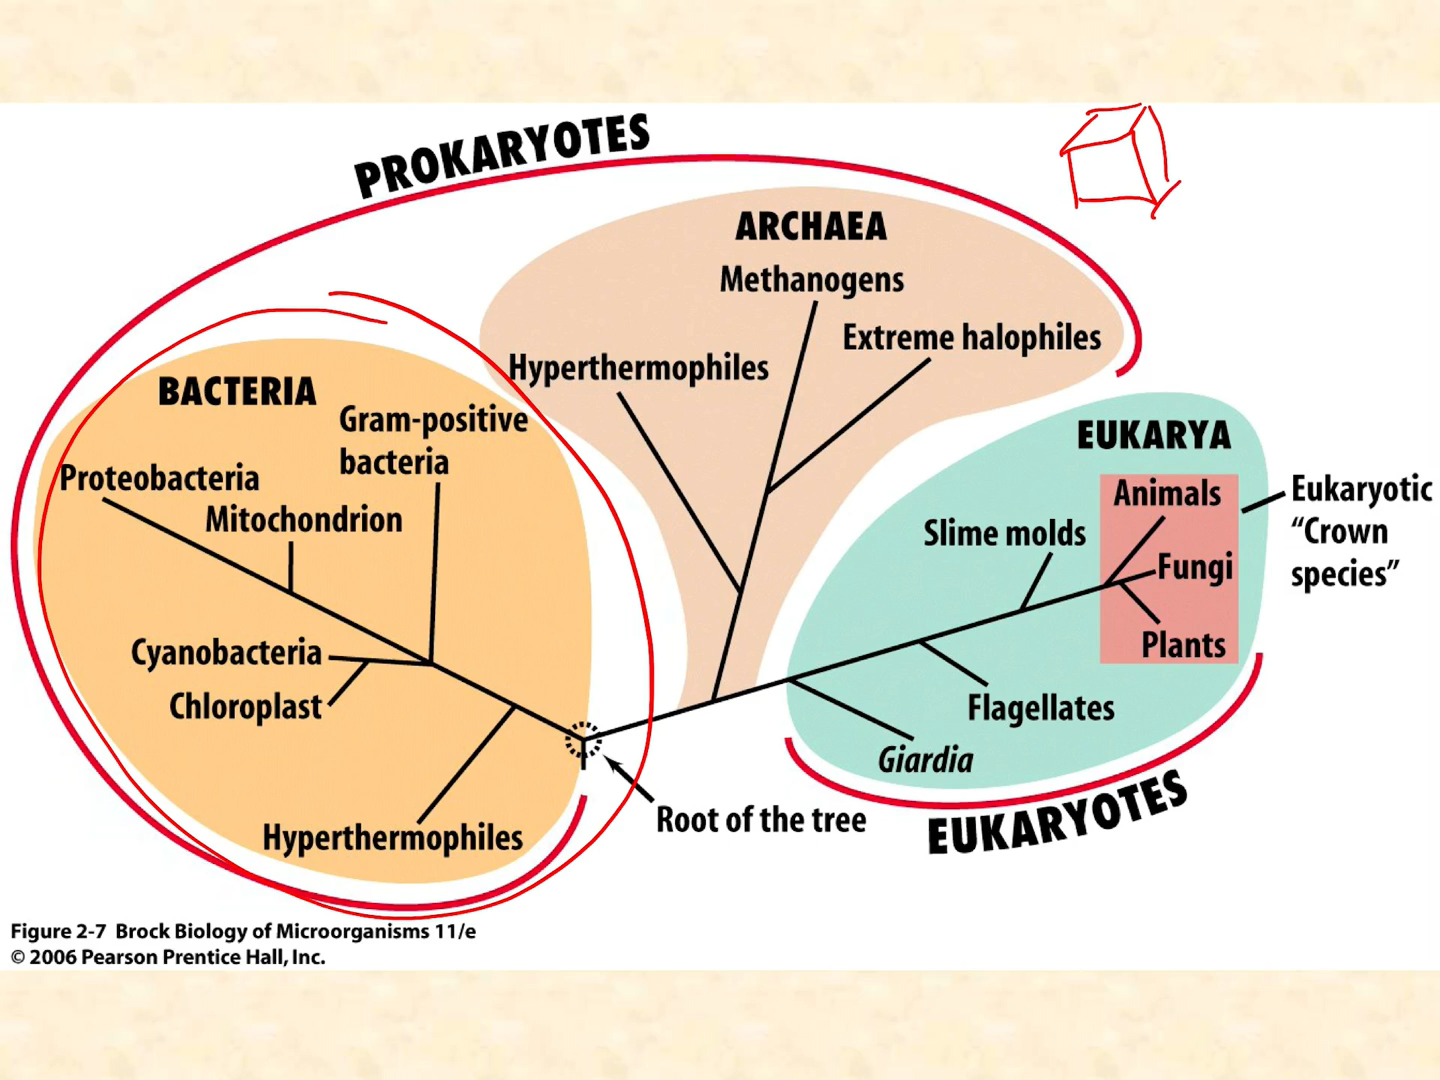 PROKARYOTES
ARCHAEA
Methanogens
Extreme halophiles
Hyperthermophiles
BACTERIA
Gram-positive
bacteria
Proteobacteria
Mitochondrion
Cyanobacteria
Chloroplast
Hyperthermophiles
Root of the tree
EUKARYA
Animals
Slime molds
Fungi
Plants
Flagellates
Giardia
Eukaryotic
“Crown
species”
EUKARYOTES
Figure 2-7 Brock Biology of Microorganisms 11/e
© 2006 Pearson Prentice Hall, Inc.